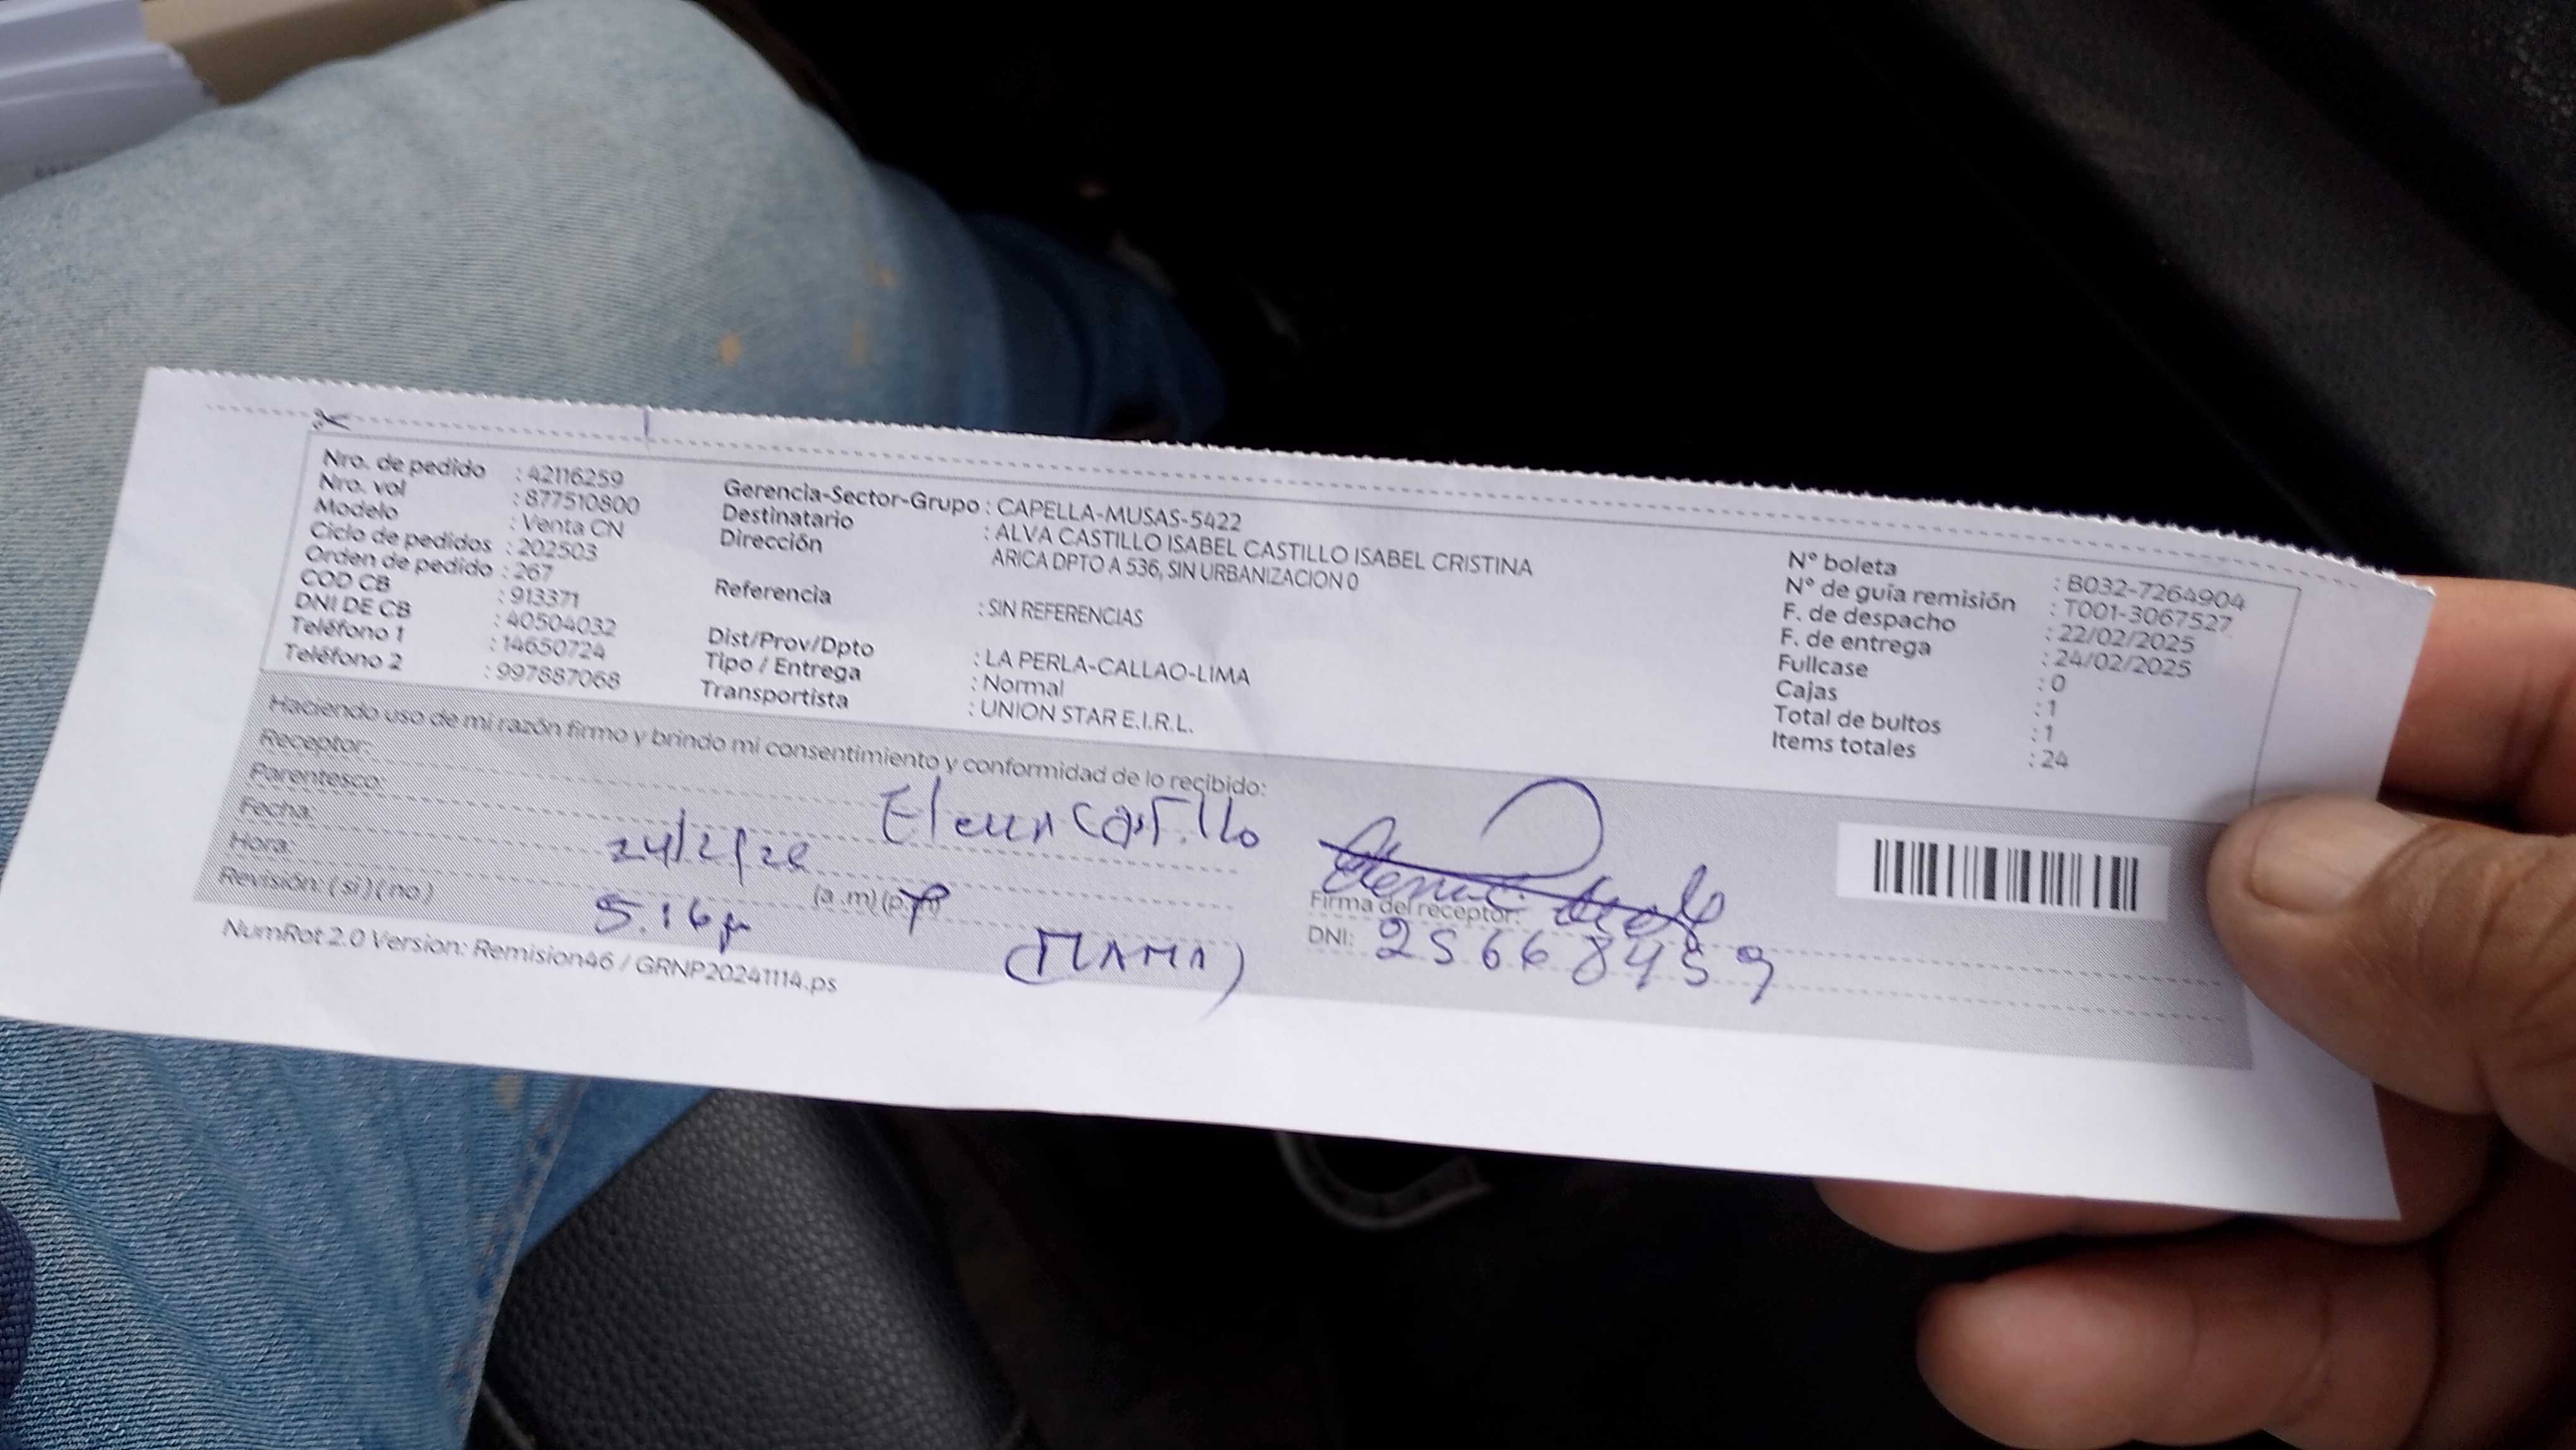 Nro. de pedido : 42116259
Nro. vol : 877510800
Modelo : Venta CN
Ciclo de pedidos : 202503
Orden de pedido : 267
COD CB : 913371
DNI DE CB : 40504032
Teléfono 1 : 14650724
Teléfono 2 : 997887068
Gerencia-Sector-Grupo : CAPELLA-MUSAS-5422
Destinatario : ALVA CASTILLO ISABEL CASTILLO ISABEL CRISTINA
Dirección ARICA DPTO A 536, SIN URBANIZACION 0
Referencia : SIN REFERENCIAS
Dist/Prov/Dpto : LA PERLA-CALLAO-LIMA
Tipo / Entrega : Normal
Transportista : UNION STAR E.I.R.L.
N° boleta : B032-7264904
N° de guía remisión : T001-3067527
F. de despacho : 22/02/2025
F. de entrega : 24/02/2025
Fullcase : 0
Cajas : 1
Total de bultos : 1
Items totales : 24
Haciendo uso de mi razón firmo y brindo mi consentimiento y conformidad de lo recibido:
Receptor: Elena Castillo
Parentesco:
Fecha: 24/2/
Hora: 5:16 p (a.m) (p.m)
Revisión: (si) (no) (MAMA)
Firma del receptor:
DNI: 25668459
NumRot 2.0 Version: Remision46 / GRNP20241114.ps